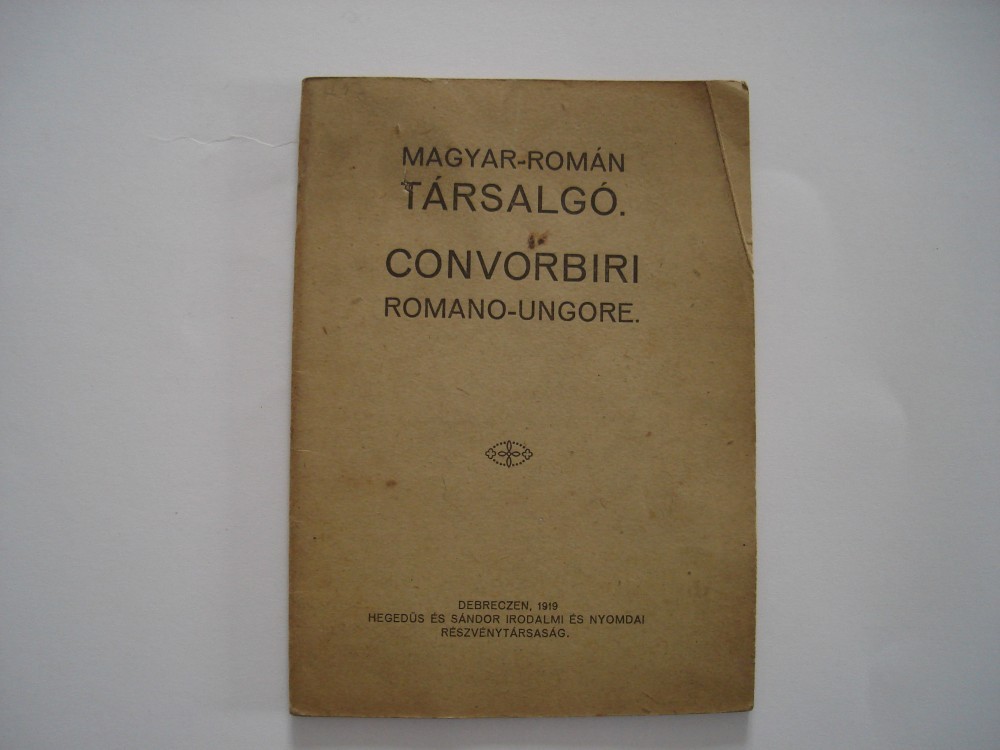 MAGYAR-ROMÁN
TÁRSALGÓ.
CONVORBIRI
ROMANO-UNGORE.
DEBRECZEN, 1919
HEGEDŰS ÉS SÁNDOR IRODALMI ÉS NYOMDAI
RÉSZVÉNYTÁRSASÁG.